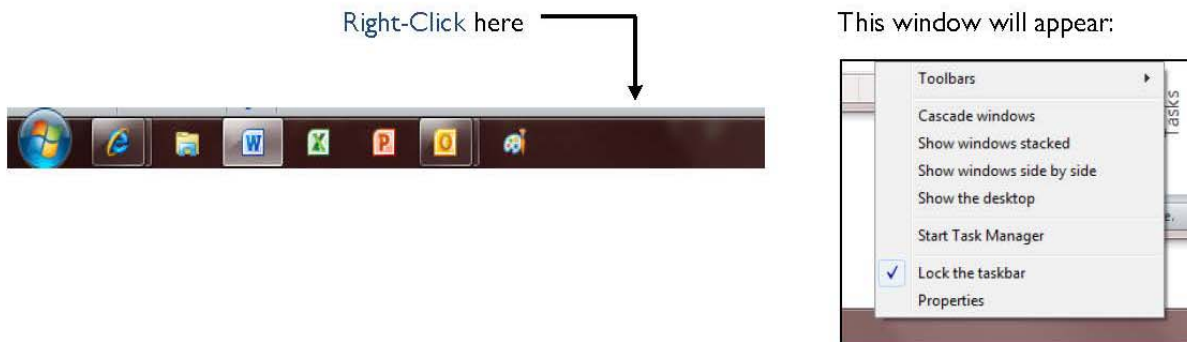 Right-Click here
This window will appear:
W
X
P
O
Toolbars
Cascade windows
Show windows stacked
Show windows side by side
Show the desktop
Start Task Manager
Lock the taskbar
Properties
Tasks
e.